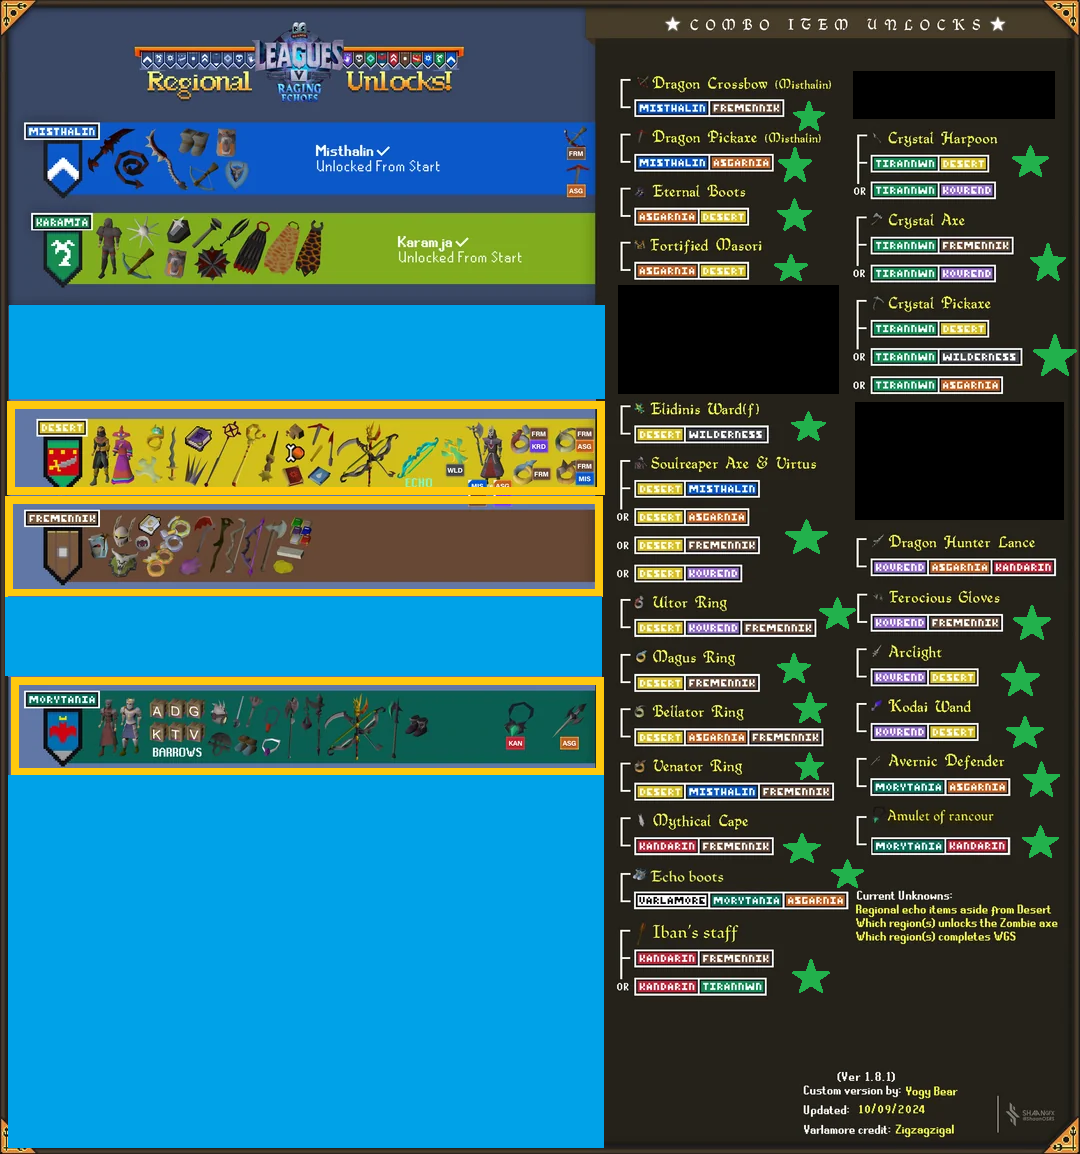 LEAGUES
V
RAGING
ECHOES
Regional Unlocks!
MISTHALIN
Misthalin
Unlocked From Start
FRM
ASG
KARAMJA
Karamja
Unlocked From Start
DESERT
ECHO
WLD
FRM
KRD
FRM
ASG
FRM
FRM
MIS
MIS
ASG
FREMENNIK
MORYTANIA
A D G
K T V
BARROWS
KAN
ASG
COMBO ITEM UNLOCKS
Dragon Crossbow (Misthalin)
MISTHALIN FREMENNIK
Dragon Pickaxe (Misthalin)
MISTHALIN ASGARNIA
Eternal Boots
ASGARNIA DESERT
Fortified Masori
ASGARNIA DESERT
Elidinis Ward(f)
DESERT WILDERNESS
Soulreaper Axe & Virtus
DESERT MISTHALIN
OR DESERT ASGARNIA
OR DESERT FREMENNIK
OR DESERT KOUREND
Ultor Ring
DESERT KOUREND FREMENNIK
Magus Ring
DESERT FREMENNIK
Bellator Ring
DESERT ASGARNIA FREMENNIK
Venator Ring
DESERT MISTHALIN FREMENNIK
Mythical Cape
KANDARIN FREMENNIK
Echo boots
VARLAMORE MORYTANIA ASGARNIA
Iban's staff
KANDARIN FREMENNIK
OR KANDARIN TIRANNWN
Crystal Harpoon
TIRANNWN DESERT
OR TIRANNWN KOUREND
Crystal Axe
TIRANNWN FREMENNIK
OR TIRANNWN KOUREND
Crystal Pickaxe
TIRANNWN DESERT
OR TIRANNWN WILDERNESS
OR TIRANNWN ASGARNIA
Dragon Hunter Lance
KOUREND ASGARNIA KANDARIN
Ferocious Gloves
KOUREND FREMENNIK
Arclight
KOUREND DESERT
Kodai Wand
KOUREND DESERT
Avernic Defender
MORYTANIA ASGARNIA
Amulet of rancour
MORYTANIA KANDARIN
Current Unknowns:
Regional echo items aside from Desert
Which region(s) unlocks the Zombie axe
Which region(s) completes WGS
(Ver 1.8.1)
Custom version by: Yogy Bear
Updated: 10/09/2024
Varlamore credit: Zigzagzigal